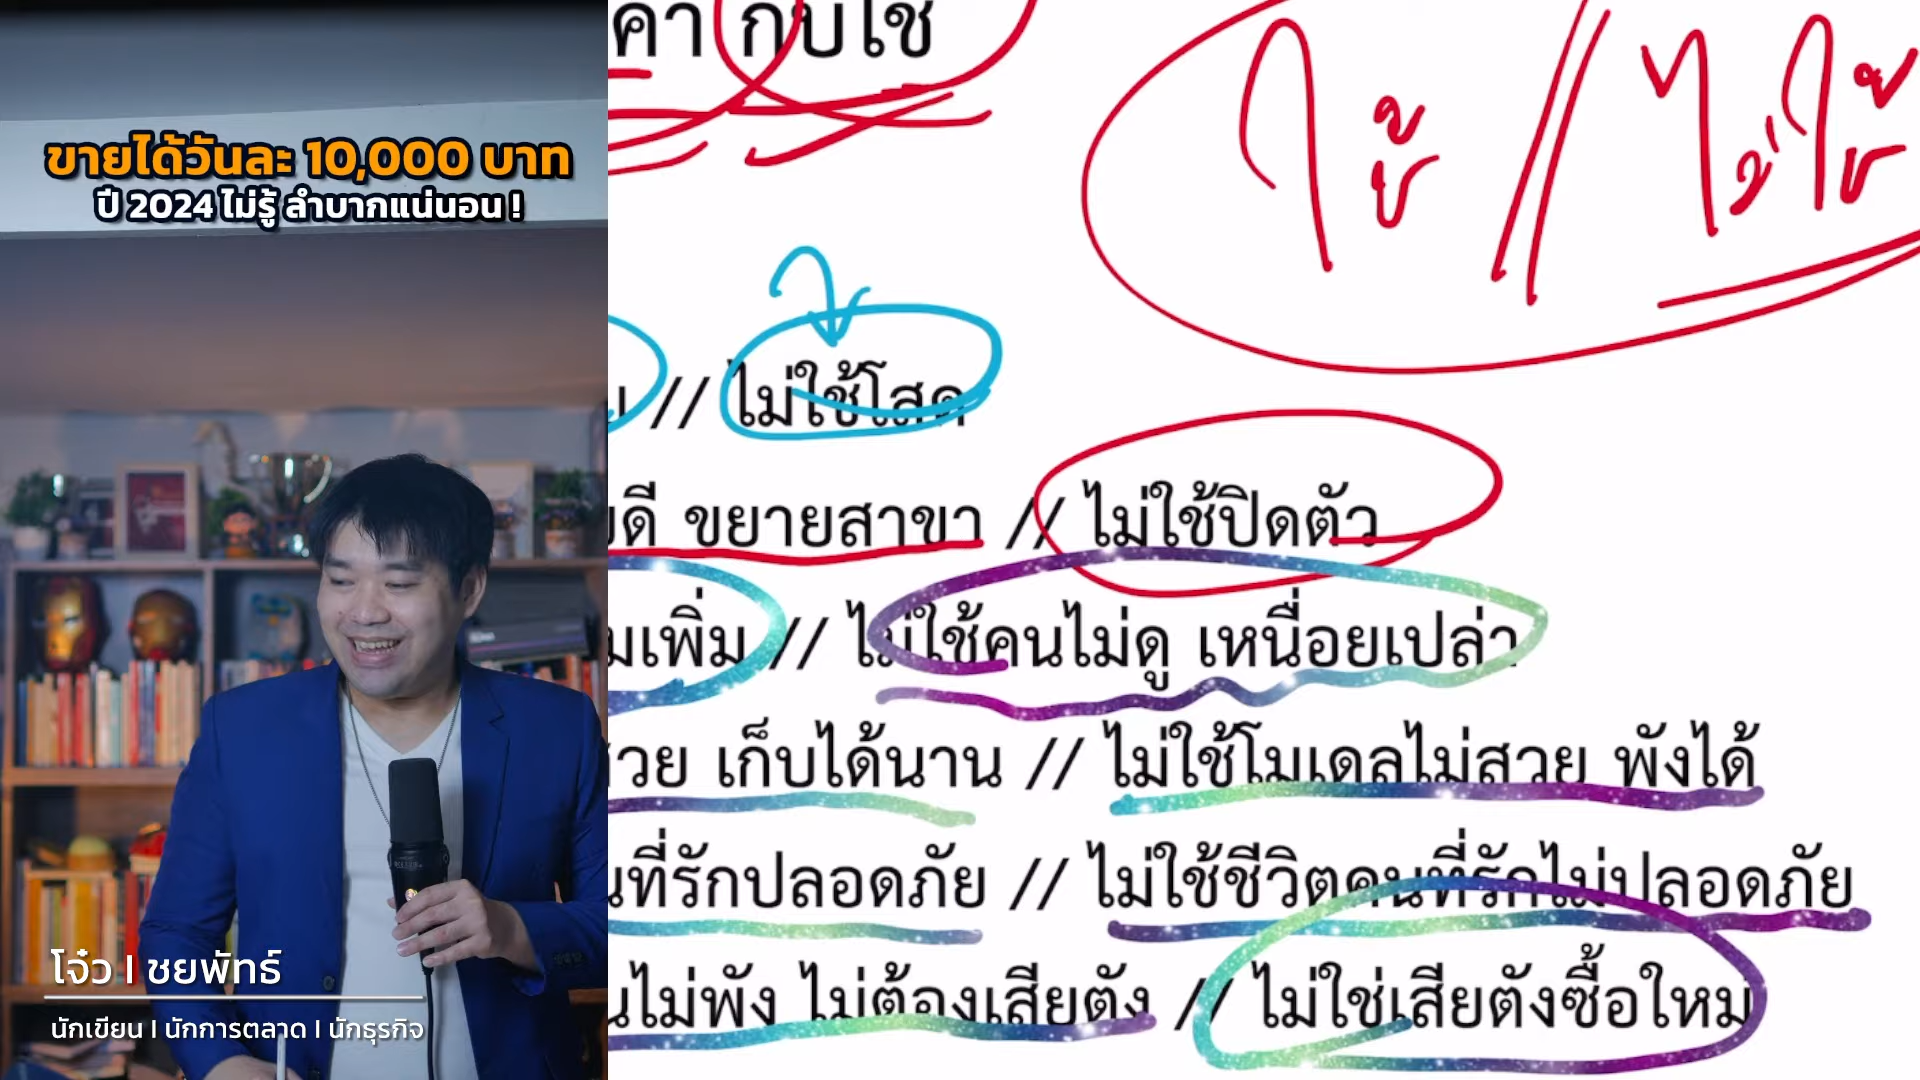 ขายได้วันละ 10,000 บาท
ปี 2024 ไม่รู้ ลำบากแน่นอน !
โจ๋ว I ชยพัทธ์
นักเขียน I นักการตลาด I นักธุรกิจ
กับใช้
ใช้ // ไม่ใช้
// ไม่ใช้โสด
ดี ขยายสาขา // ไม่ใช้ปิดตัว
มเพิ่ม // ไม่ใช้คนไม่ดู เหนื่อยเปล่า
สวย เก็บได้นาน // ไม่ใช้โมเดลไม่สวย พังได้
นที่รักปลอดภัย // ไม่ใช้ชีวิตคนที่รักไม่ปลอดภัย
นไม่พัง ไม่ต้องเสียตัง // ไม่ใช่เสียตังซื้อใหม่